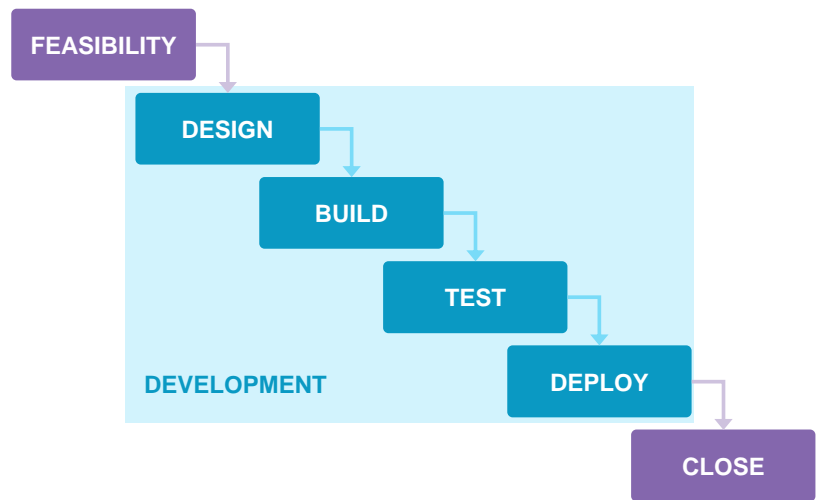 FEASIBILITY
DESIGN
BUILD
TEST
DEVELOPMENT
DEPLOY
CLOSE